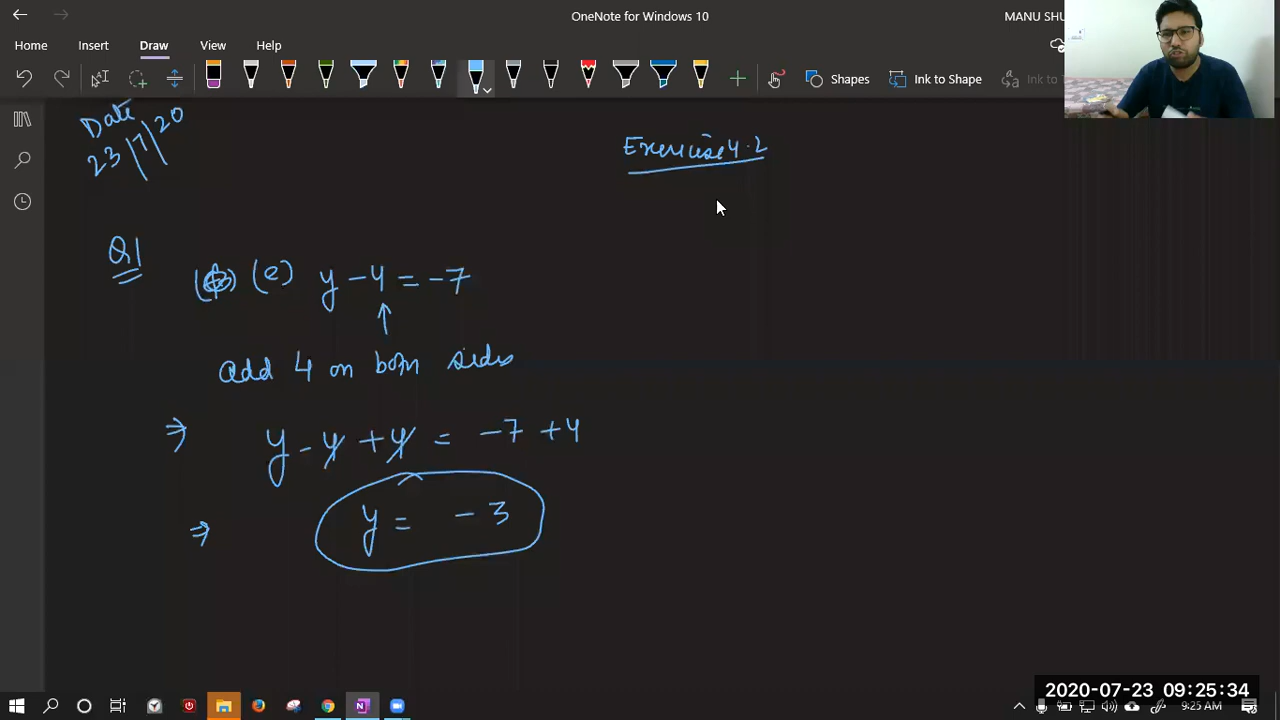 OneNote for Windows 10
MANU SHU
Home Insert Draw View Help
Shapes Ink to Shape Ink to
Date
23/7/20
Exercise 4.2
Q1
(e) y - 4 = -7
↑
add 4 on both sides
⇒ y - 4 + 4 = -7 + 4
⇒ y = -3
2020-07-23 09:25:34
9:25 AM